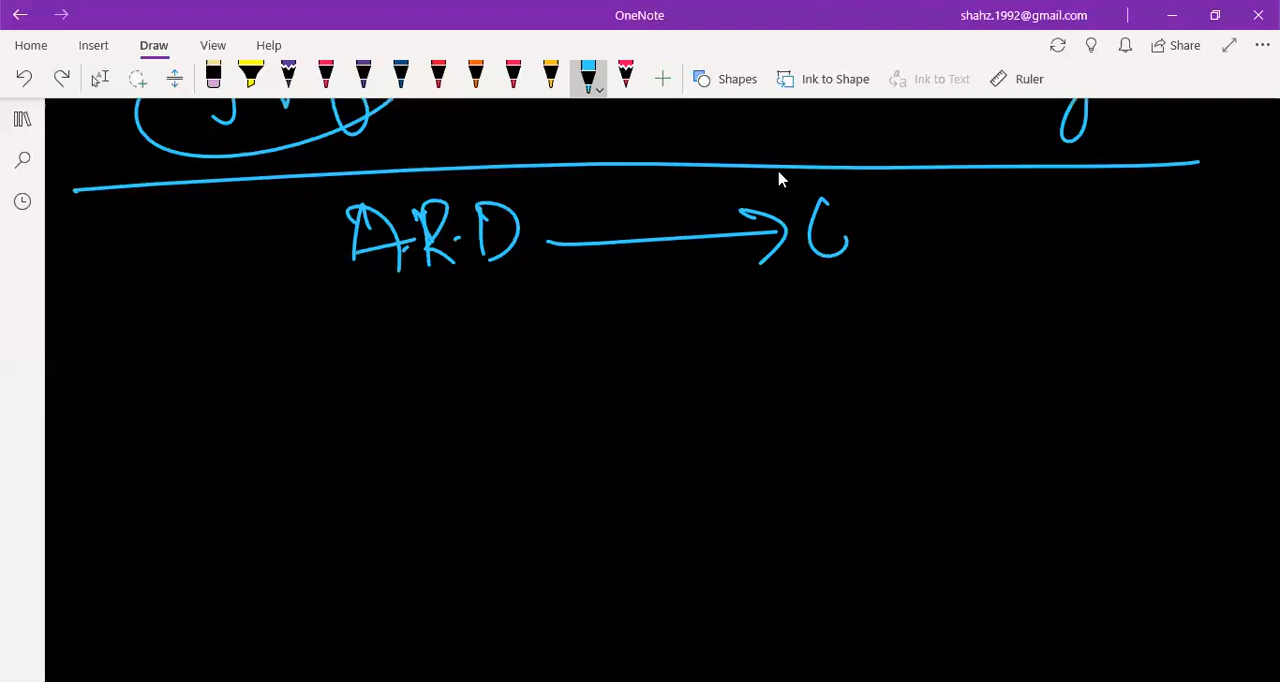 OneNote
shahz.1992@gmail.com
Home Insert Draw View Help
Share
Shapes Ink to Shape Ink to Text Ruler
A.R.D → C